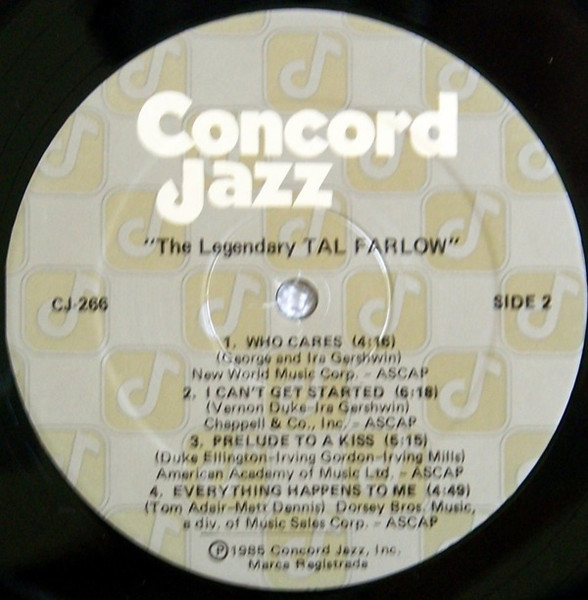 Concord
Jazz
"The Legendary TAL FARLOW"
CJ-266
SIDE 2
1. WHO CARES (4:16)
(George and Ira Gershwin)
New World Music Corp. - ASCAP
2. I CAN'T GET STARTED (6:18)
(Vernon Duke-Ira Gershwin)
Chappell & Co., Inc. - ASCAP
3. PRELUDE TO A KISS (5:15)
(Duke Ellington-Irving Gordon-Irving Mills)
American Academy of Music Ltd. - ASCAP
4. EVERYTHING HAPPENS TO ME (4:49)
(Tom Adair-Matt Dennis) Dorsey Bros. Music,
a div. of Music Sales Corp. - ASCAP
℗1985 Concord Jazz, Inc.
Marca Registrada